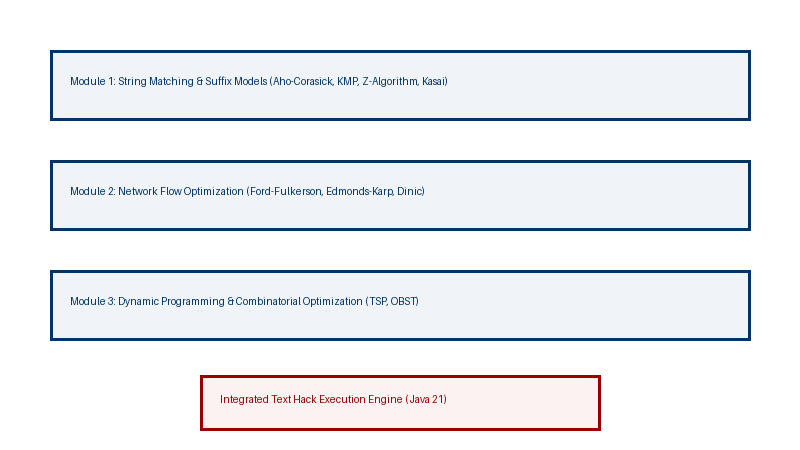 Module 1: String Matching & Suffix Models (Aho-Corasick, KMP, Z-Algorithm, Kasai)
Module 2: Network Flow Optimization (Ford-Fulkerson, Edmonds-Karp, Dinic)
Module 3: Dynamic Programming & Combinatorial Optimization (TSP, OBST)
Integrated Text Hack Execution Engine (Java 21)